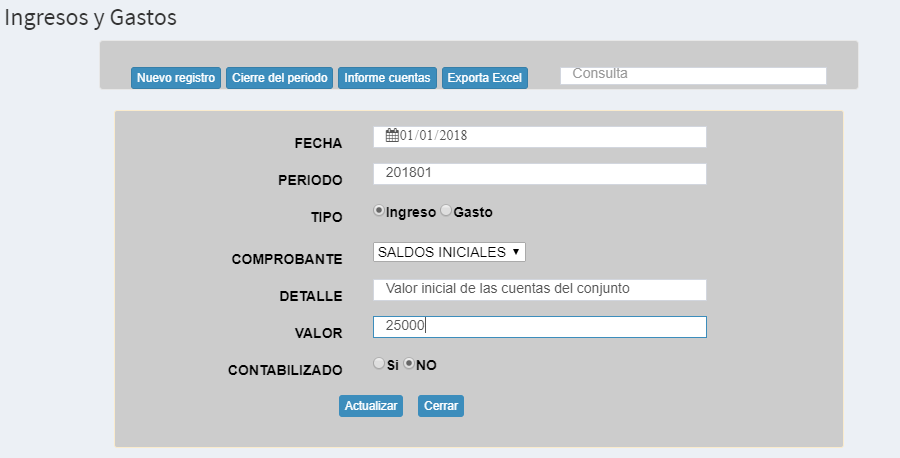 Ingresos y Gastos
Nuevo registro Cierre del periodo Informe cuentas Exporta Excel Consulta
FECHA 01/01/2018
PERIODO 201801
TIPO Ingreso Gasto
COMPROBANTE SALDOS INICIALES
DETALLE Valor inicial de las cuentas del conjunto
VALOR 25000
CONTABILIZADO Si NO
Actualizar Cerrar